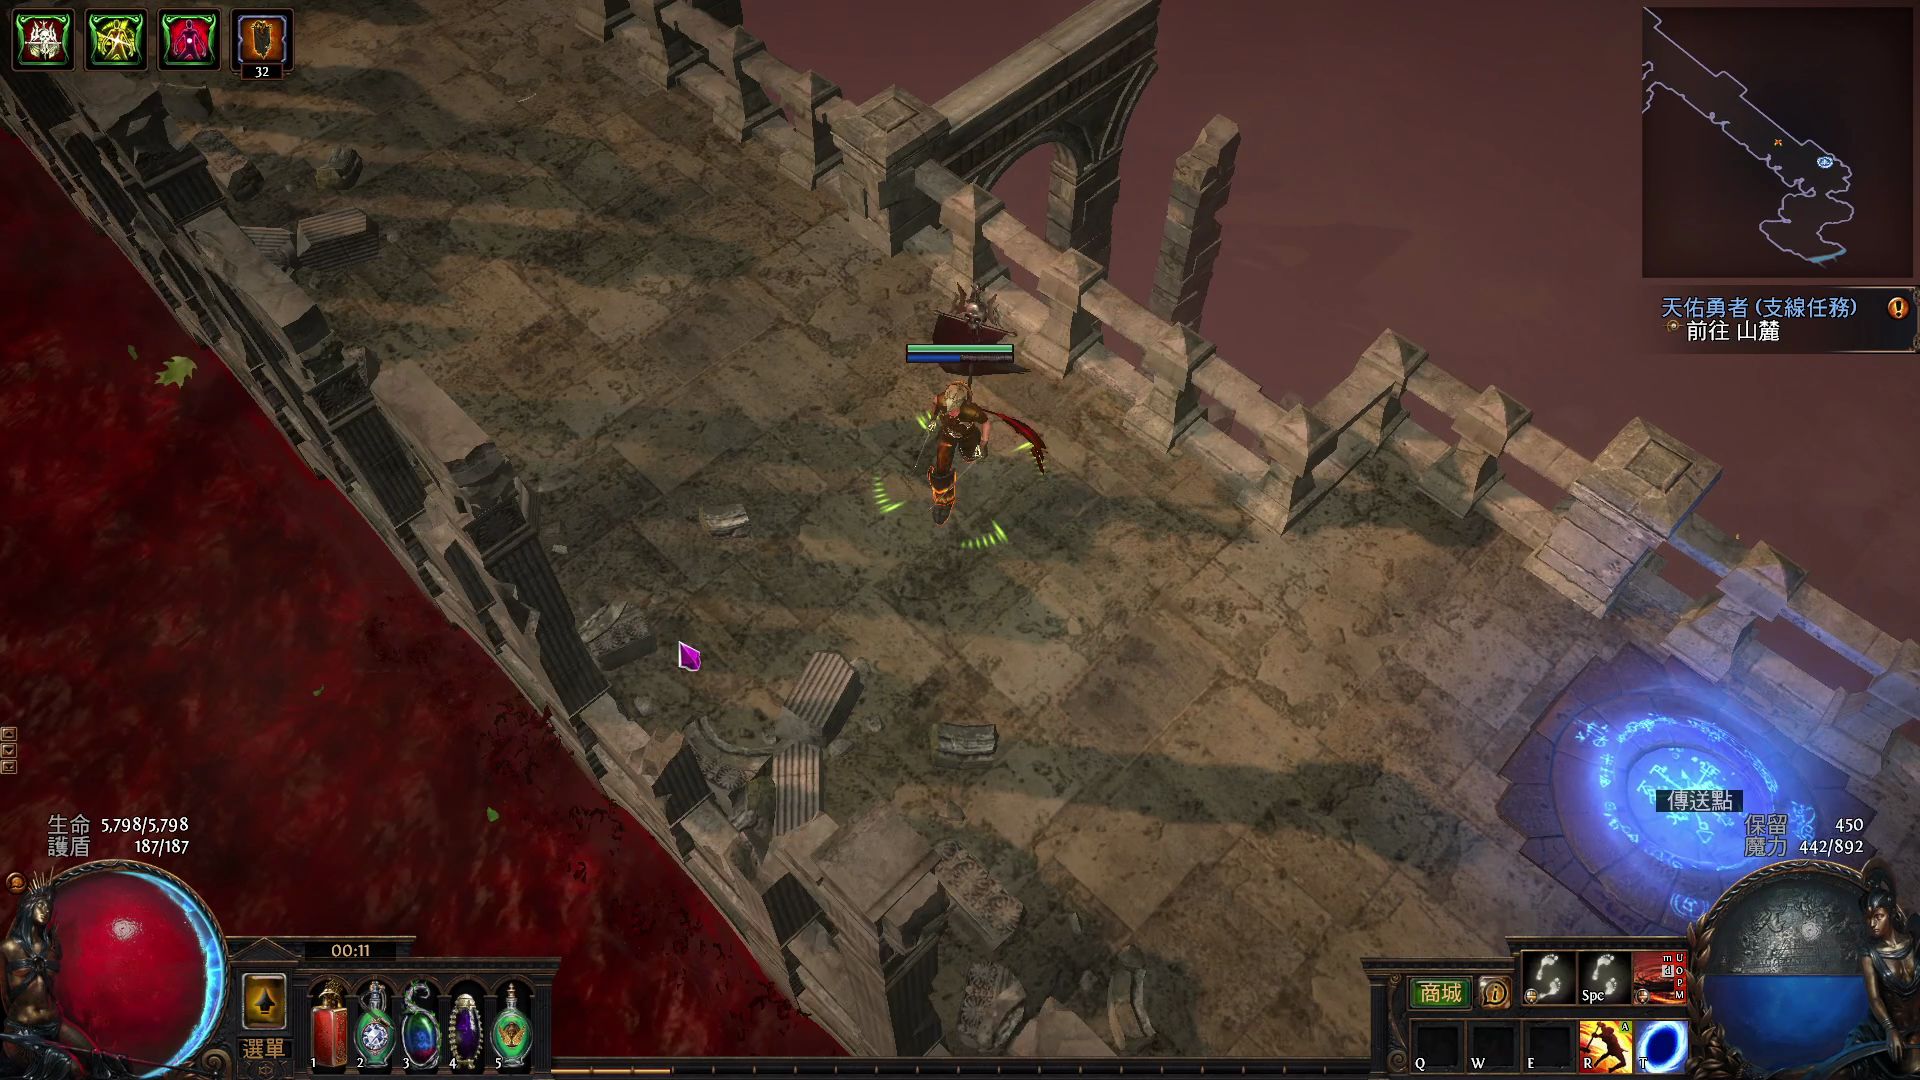 32
天佑勇者 (支線任務)
前往 山麓
傳送點
生命 5,798/5,798
護盾 187/187
保留 450
魔力 442/892
00:11
選單
1
2
3
4
5
商城
Spc
m U
d O
P
M
Q
W
E
R
A
T